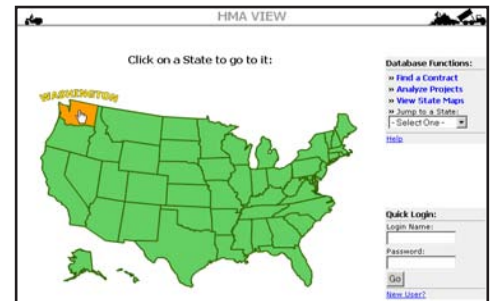 HMA VIEW
Click on a State to go to it:
WASHINGTON
Database Functions:
» Find a Contract
» Analyze Projects
» View State Maps
» Jump to a State:
- Select One -
Help
Quick Login:
Login Name:
Password:
Go
New User?